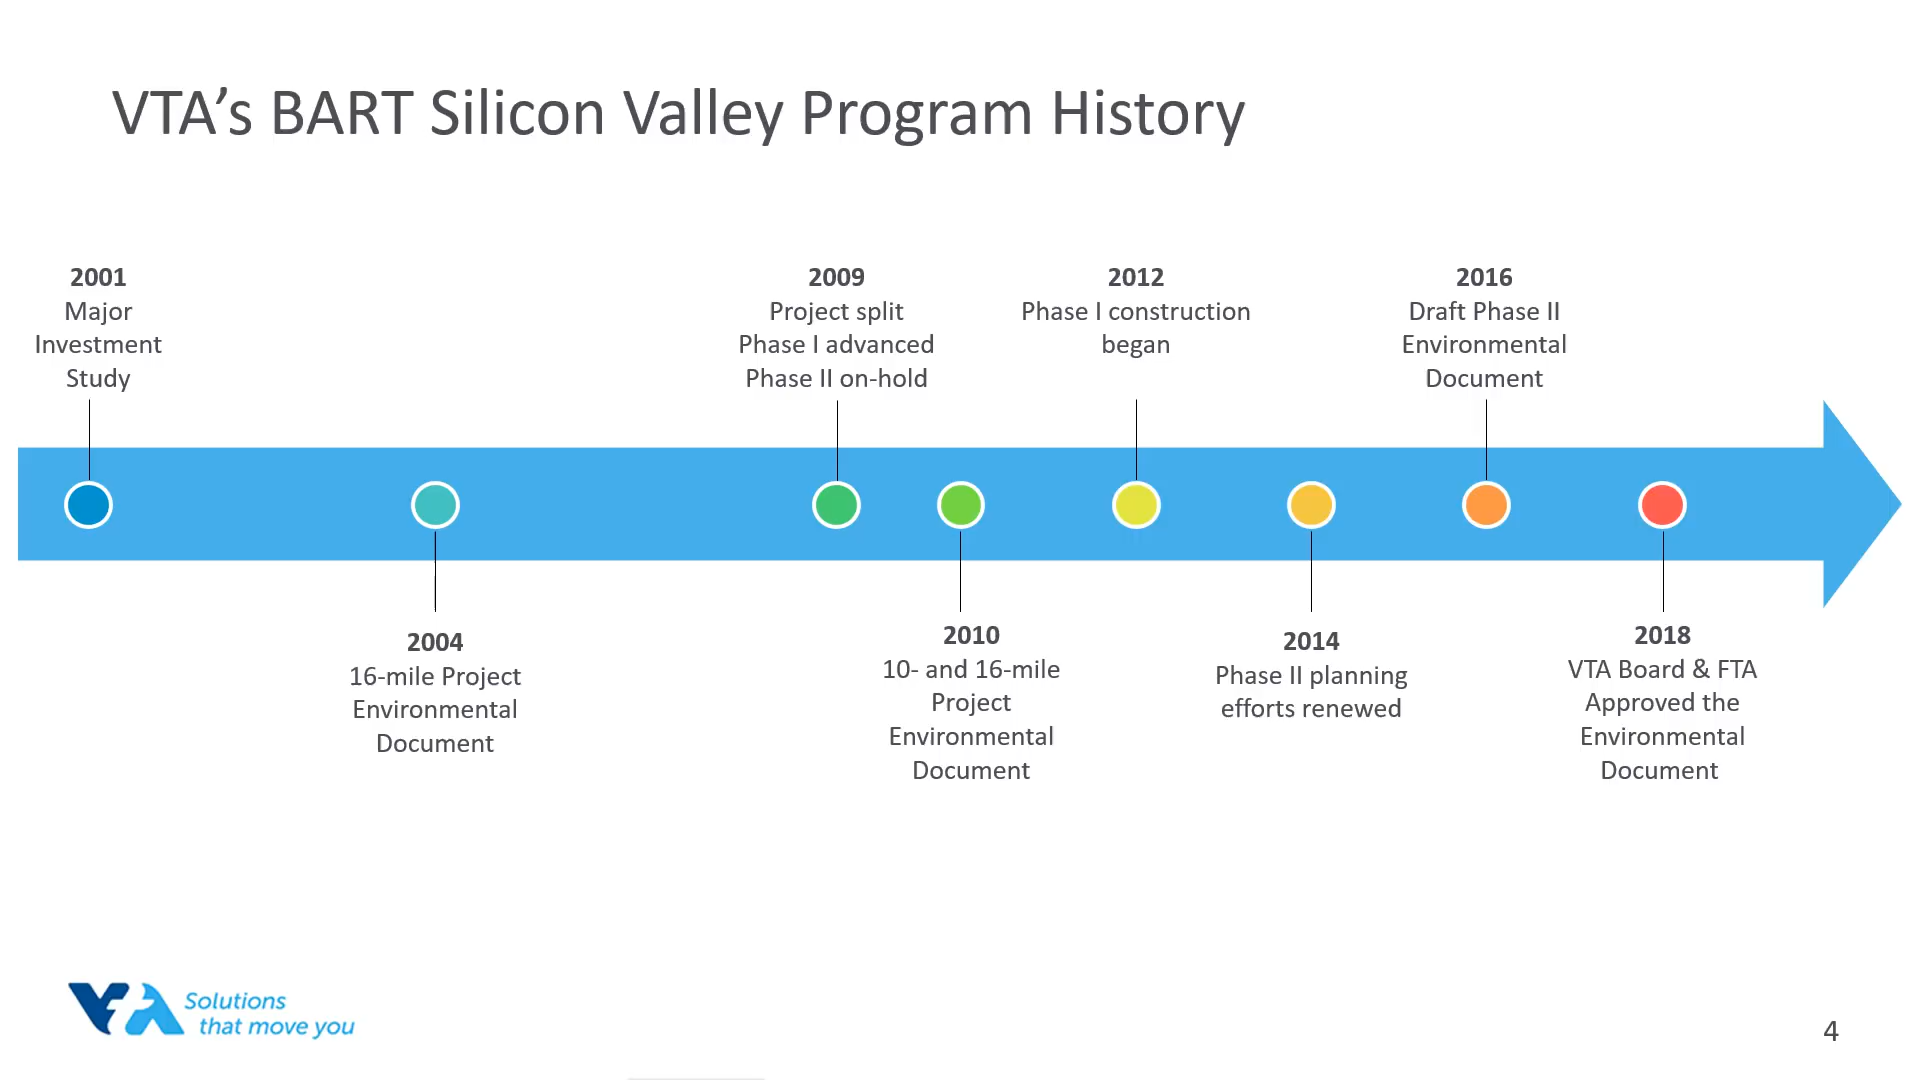 VTA’s BART Silicon Valley Program History
2001
Major
Investment
Study
2009
Project split
Phase I advanced
Phase II on-hold
2012
Phase I construction
began
2016
Draft Phase II
Environmental
Document
2004
16-mile Project
Environmental
Document
2010
10- and 16-mile
Project
Environmental
Document
2014
Phase II planning
efforts renewed
2018
VTA Board & FTA
Approved the
Environmental
Document
VTA Solutions
that move you
4